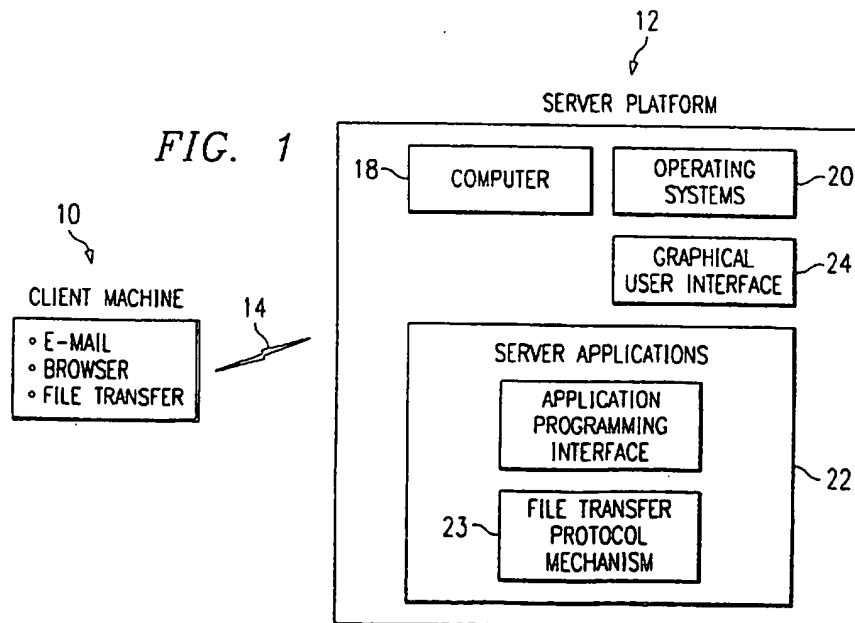 12
SERVER PLATFORM
FIG. 1
18
COMPUTER
OPERATING
SYSTEMS
20
10
GRAPHICAL
USER INTERFACE
24
CLIENT MACHINE
14
• E-MAIL
• BROWSER
• FILE TRANSFER
SERVER APPLICATIONS
APPLICATION
PROGRAMMING
INTERFACE
22
23
FILE TRANSFER
PROTOCOL
MECHANISM